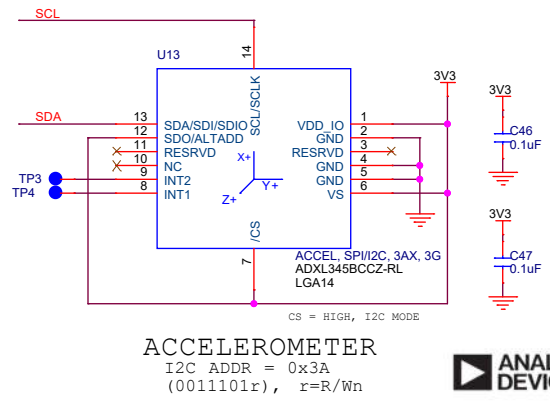 SCL
U13
14
3V3
3V3
SCL/SCLK
C46
0.1uF
SDA
13
SDA/SDI/SDIO
VDD_IO
1
12
SDO/ALTADD
GND
2
11
RESRVD
RESRVD
3
10
NC
GND
4
TP3
9
INT2
GND
5
TP4
8
INT1
VS
6
X+
Y+
Z+
/CS
7
3V3
C47
0.1uF
ACCEL, SPI/I2C, 3AX, 3G
ADXL345BCCZ-RL
LGA14
CS = HIGH, I2C MODE
ACCELEROMETER
I2C ADDR = 0x3A
(0011101r), r=R/Wn
ANAL
DEVIC